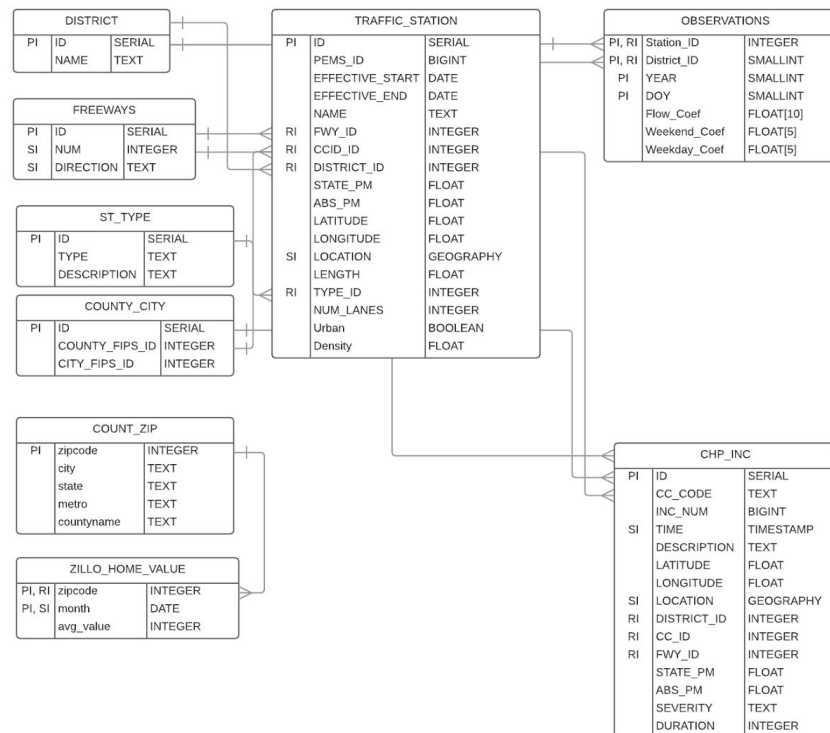 DISTRICT
PI ID SERIAL
NAME TEXT
FREEWAYS
PI ID SERIAL
SI NUM INTEGER
SI DIRECTION TEXT
ST_TYPE
PI ID SERIAL
TYPE TEXT
DESCRIPTION TEXT
COUNTY_CITY
PI ID SERIAL
COUNTY_FIPS_ID INTEGER
CITY_FIPS_ID INTEGER
COUNT_ZIP
PI zipcode INTEGER
city TEXT
state TEXT
metro TEXT
countyname TEXT
ZILLO_HOME_VALUE
PI, RI zipcode INTEGER
PI, SI month DATE
avg_value INTEGER
TRAFFIC_STATION
PI ID SERIAL
PEMS_ID BIGINT
EFFECTIVE_START DATE
EFFECTIVE_END DATE
NAME TEXT
RI FWY_ID INTEGER
RI CCID_ID INTEGER
RI DISTRICT_ID INTEGER
STATE_PM FLOAT
ABS_PM FLOAT
LATITUDE FLOAT
LONGITUDE FLOAT
SI LOCATION GEOGRAPHY
LENGTH FLOAT
RI TYPE_ID INTEGER
NUM_LANES INTEGER
Urban BOOLEAN
Density FLOAT
OBSERVATIONS
PI, RI Station_ID INTEGER
PI, RI District_ID SMALLINT
PI YEAR SMALLINT
PI DOY SMALLINT
Flow_Coef FLOAT[10]
Weekend_Coef FLOAT[5]
Weekday_Coef FLOAT[5]
CHP_INC
PI ID SERIAL
CC_CODE TEXT
INC_NUM BIGINT
SI TIME TIMESTAMP
DESCRIPTION TEXT
LATITUDE FLOAT
LONGITUDE FLOAT
SI LOCATION GEOGRAPHY
RI DISTRICT_ID INTEGER
RI CC_ID INTEGER
RI FWY_ID INTEGER
STATE_PM FLOAT
ABS_PM FLOAT
SEVERITY TEXT
DURATION INTEGER